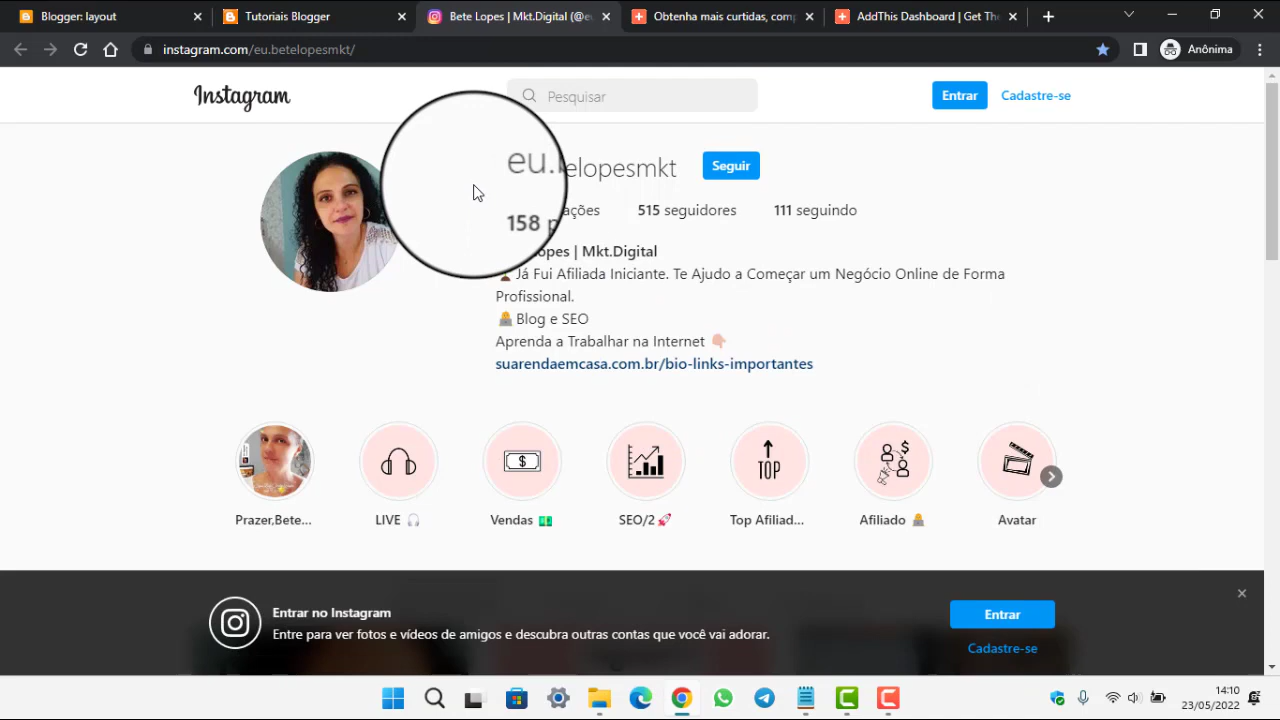 Blogger: layout
Tutoriais Blogger
Bete Lopes | Mkt.Digital (@eu
Obtenha mais curtidas, comp
AddThis Dashboard | Get The
instagram.com/eu.betelopesmkt/
Anônima
Instagram
Pesquisar
Entrar
Cadastre-se
eu. elopesmkt
Seguir
158 p ações
515 seguidores
111 seguindo
opes | Mkt.Digital
Já Fui Afiliada Iniciante. Te Ajudo a Começar um Negócio Online de Forma
Profissional.
Blog e SEO
Aprenda a Trabalhar na Internet
suarendaemcasa.com.br/bio-links-importantes
TOP
Prazer,Bete...
LIVE
Vendas
SEO/2
Top Afiliad...
Afiliado
Avatar
Entrar no Instagram
Entre para ver fotos e vídeos de amigos e descubra outras contas que você vai adorar.
Entrar
Cadastre-se
14:10
23/05/2022